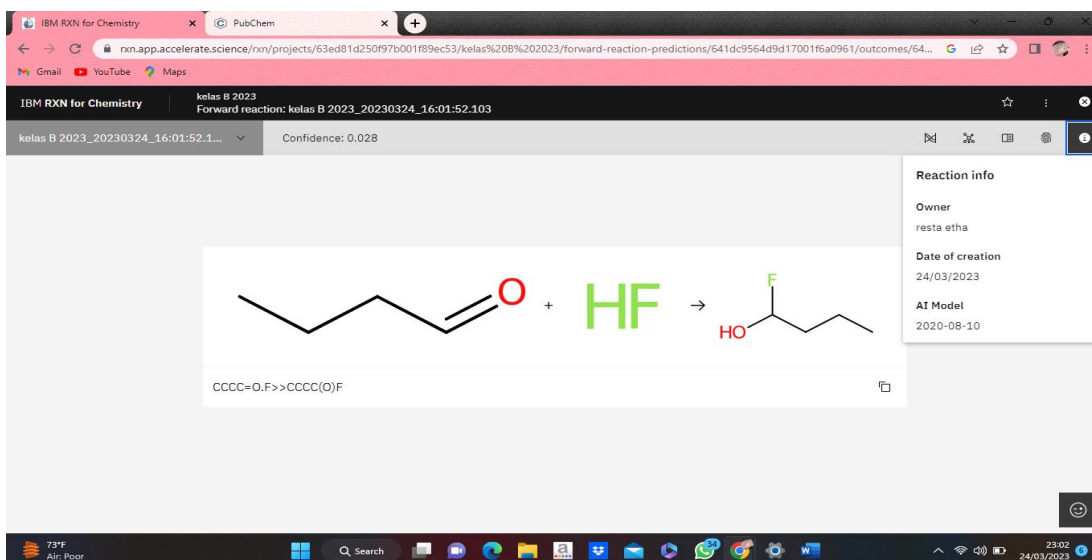 IBM RXN for Chemistry
PubChem
rxn.app.accelerate.science/rxn/projects/63ed81d250f97b001f89ec53/kelas%20B%202023/forward-reaction-predictions/641dc9564d9d17001f6a0961/outcomes/64...
Gmail
YouTube
Maps
IBM RXN for Chemistry
kelas B 2023
Forward reaction: kelas B 2023_20230324_16:01:52.103
kelas B 2023_20230324_16:01:52.1...
Confidence: 0.028
Reaction info
Owner
resta etha
Date of creation
24/03/2023
AI Model
2020-08-10
O
+
HF
→
F
HO
CCCC=O.F>>CCCC(O)F
73°F
Air: Poor
Search
34
23:02
24/03/2023